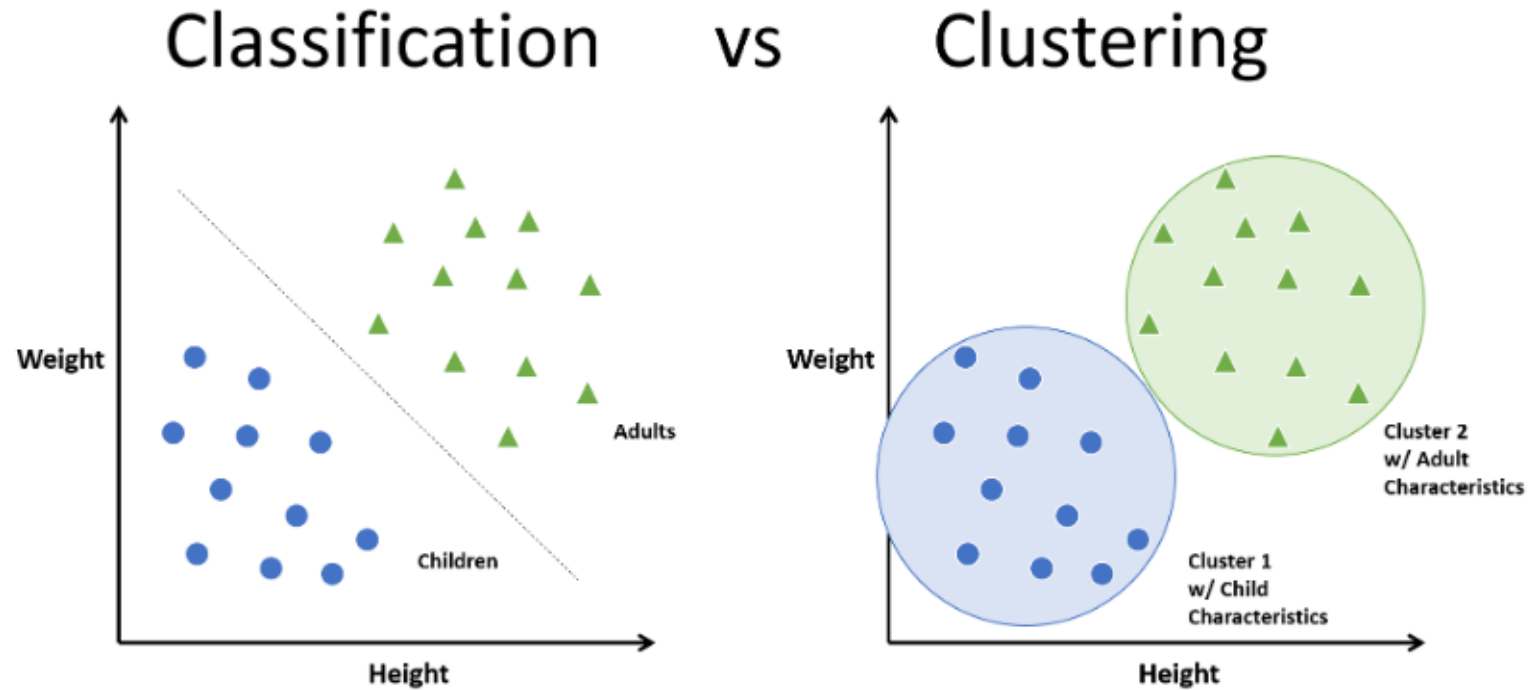 Classification vs Clustering
Weight
Adults
Children
Height
Weight
Cluster 2
w/ Adult
Characteristics
Cluster 1
w/ Child
Characteristics
Height